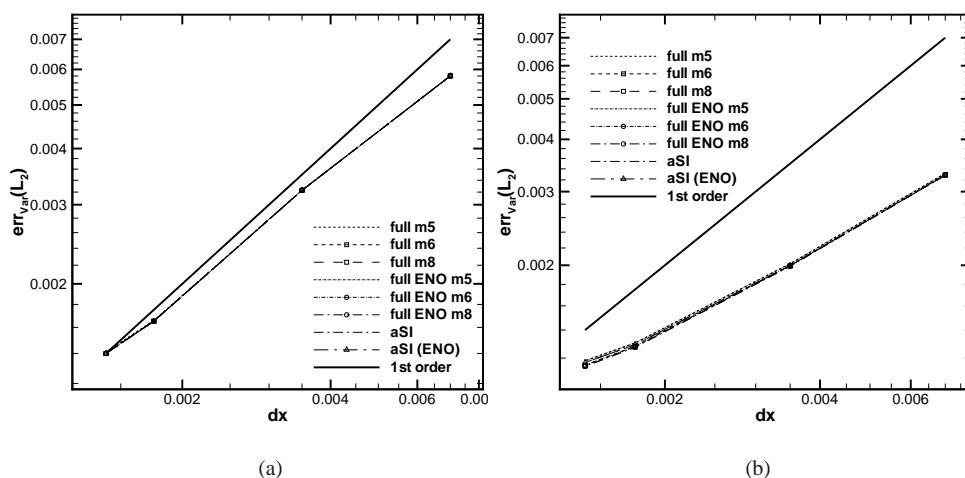 0.007
0.006
0.005
0.004
0.003
0.002
err_Var(L_2)
full m5
full m6
full m8
full ENO m5
full ENO m6
full ENO m8
aSI
aSI (ENO)
1st order
0.002
0.004
0.006
0.00
dx
(a)
0.007
0.006
0.005
0.004
0.003
0.002
err_Var(L_2)
full m5
full m6
full m8
full ENO m5
full ENO m6
full ENO m8
aSI
aSI (ENO)
1st order
0.002
0.004
0.006
dx
(b)